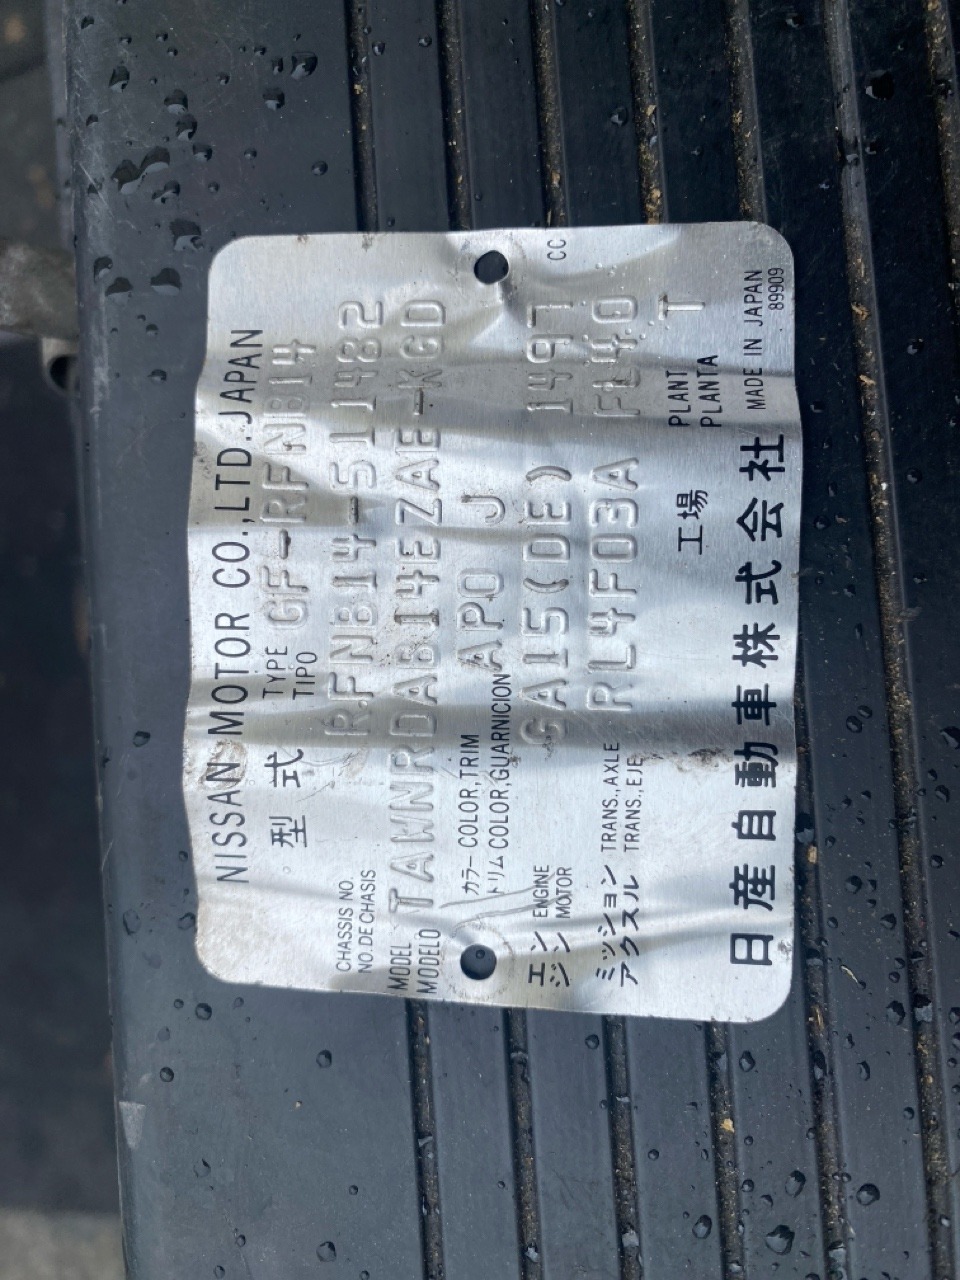 NISSAN MOTOR CO.,LTD.JAPAN
型式 TYPE TIPO GF-RFNB14
CHASSIS NO. NO.DE CHASIS RFNB14-511482
MODEL MODELO TAWNRDAB14EZAE-KGD
カラー COLOR,TRIM
トリム COLOR,GUARNICION AP0 J
エンジン ENGINE MOTOR GA15(DE) 1497 CC
ミッション TRANS.,AXLE
アクスル TRANS.,EJE RL4F03A FL40
工場 PLANT PLANTA T
日産自動車株式会社 MADE IN JAPAN
89909